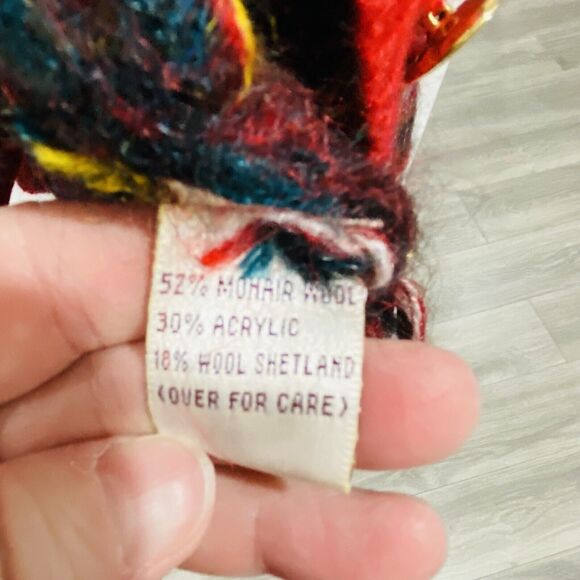 52% MOHAIR WOOL
30% ACRYLIC
18% WOOL SHETLAND
(OVER FOR CARE)